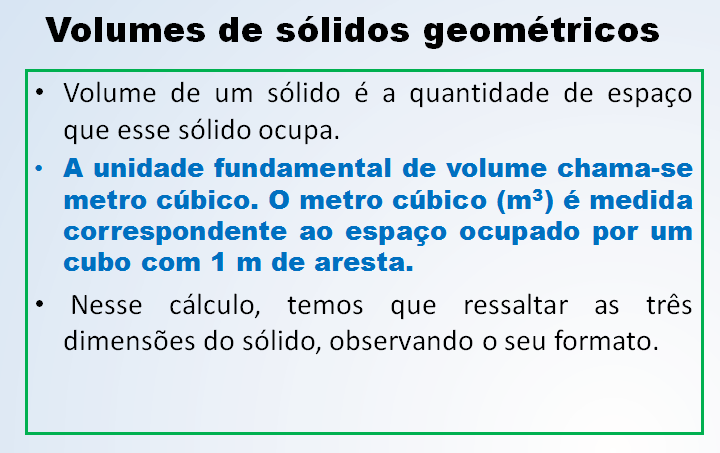 Volumes de sólidos geométricos
• Volume de um sólido é a quantidade de espaço
que esse sólido ocupa.
• A unidade fundamental de volume chama-se
metro cúbico. O metro cúbico (m³) é medida
correspondente ao espaço ocupado por um
cubo com 1 m de aresta.
• Nesse cálculo, temos que ressaltar as três
dimensões do sólido, observando o seu formato.